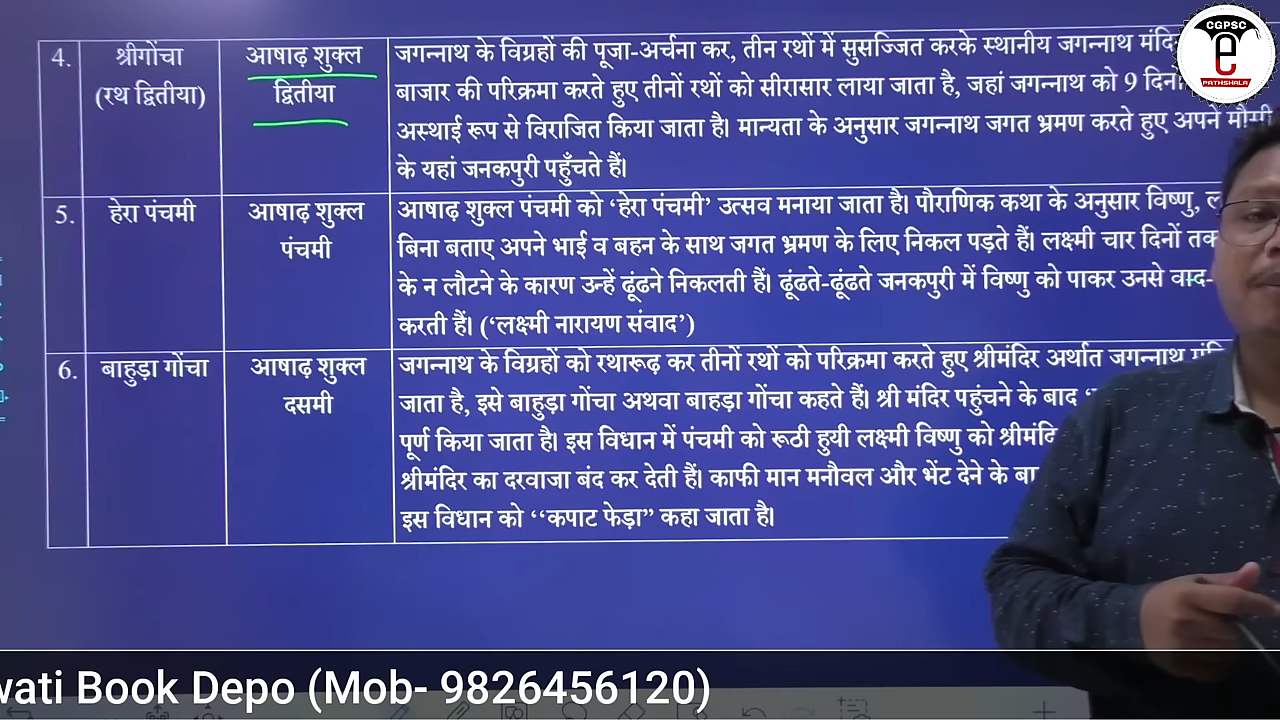 CGPSC
e
PATHSHALA
4. श्रीगोंचा आषाढ़ शुक्ल जगन्नाथ के विग्रहों की पूजा-अर्चना कर, तीन रथों में सुसज्जित करके स्थानीय जगन्नाथ
(रथ द्वितीया) द्वितीया बाजार की परिक्रमा करते हुए तीनों रथों को सीरासार लाया जाता है, जहां जगन्नाथ को 9
अस्थाई रूप से विराजित किया जाता है। मान्यता के अनुसार जगन्नाथ जगत भ्रमण करते हुए अपने मौसी
के यहां जनकपुरी पहुँचते हैं।
5. हेरा पंचमी आषाढ़ शुक्ल आषाढ़ शुक्ल पंचमी को ‘हेरा पंचमी’ उत्सव मनाया जाता है। पौराणिक कथा के अनुसार विष्णु,
पंचमी बिना बताए अपने भाई व बहन के साथ जगत भ्रमण के लिए निकल पड़ते हैं। लक्ष्मी चार दिनों तक
के न लौटने के कारण उन्हें ढूंढने निकलती हैं। ढूंढते-ढूंढते जनकपुरी में विष्णु को पाकर उनसे वाद-
करती हैं। (‘लक्ष्मी नारायण संवाद’)
6. बाहुड़ा गोंचा आषाढ़ शुक्ल जगन्नाथ के विग्रहों को रथारूढ़ कर तीनों रथों को परिक्रमा करते हुए श्रीमंदिर अर्थात जगन्नाथ
दसमी जाता है, इसे बाहुड़ा गोंचा अथवा बाहड़ा गोंचा कहते हैं। श्री मंदिर पहुंचने के बाद
पूर्ण किया जाता है। इस विधान में पंचमी को रूठी हुयी लक्ष्मी विष्णु को
श्रीमंदिर का दरवाजा बंद कर देती हैं। काफी मान मनौवल और भेंट देने के
इस विधान को ‘‘कपाट फेड़ा” कहा जाता है।
wati Book Depo (Mob- 9826456120)